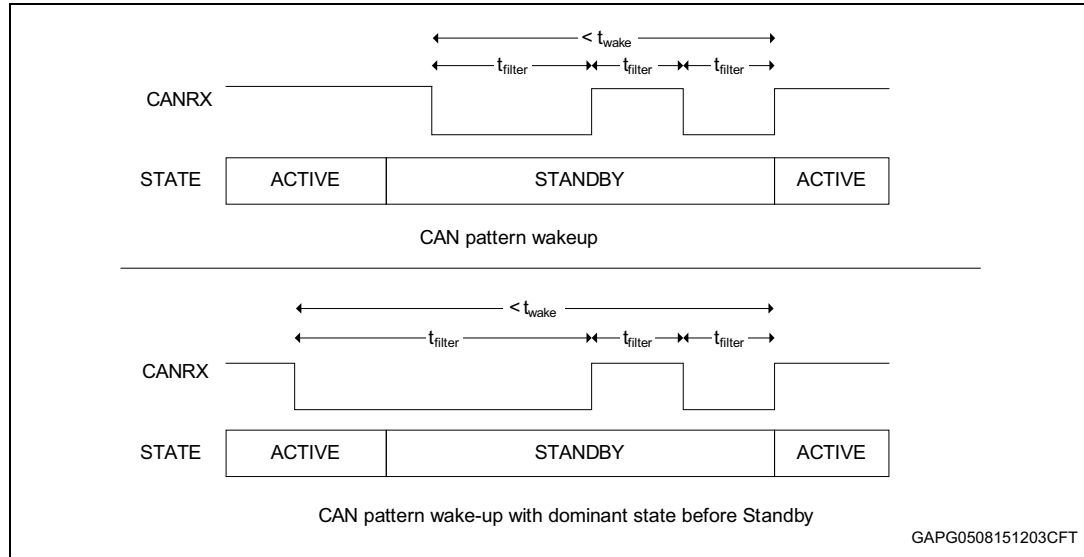 < twake
tfilter tfilter tfilter
CANRX
STATE ACTIVE STANDBY ACTIVE
CAN pattern wakeup
< twake
tfilter tfilter tfilter
CANRX
STATE ACTIVE STANDBY ACTIVE
CAN pattern wake-up with dominant state before Standby
GAPG0508151203CFT